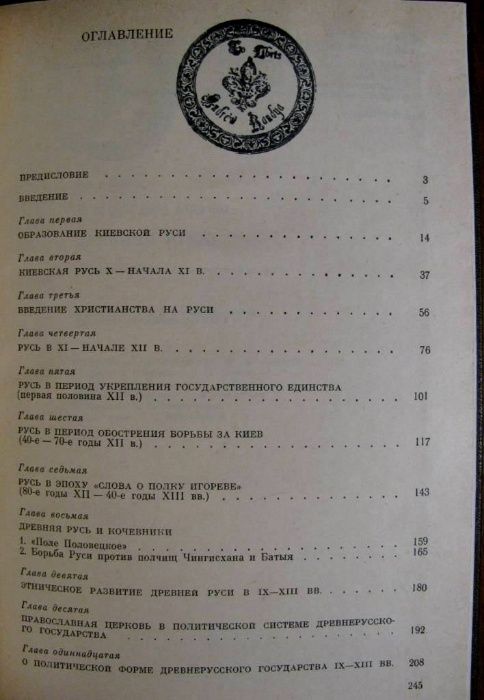 ОГЛАВЛЕНИЕ
Ex Libris
ПРЕДИСЛОВИЕ . . . 3
ВВЕДЕНИЕ . . . 5
Глава первая
ОБРАЗОВАНИЕ КИЕВСКОЙ РУСИ . . . 14
Глава вторая
КИЕВСКАЯ РУСЬ X — НАЧАЛА XI В. . . . 37
Глава третья
ВВЕДЕНИЕ ХРИСТИАНСТВА НА РУСИ . . . 56
Глава четвертая
РУСЬ В XI — НАЧАЛЕ XII В. . . . 76
Глава пятая
РУСЬ В ПЕРИОД УКРЕПЛЕНИЯ ГОСУДАРСТВЕННОГО ЕДИНСТВА
(первая половина XII в.) . . . 101
Глава шестая
РУСЬ В ПЕРИОД ОБОСТРЕНИЯ БОРЬБЫ ЗА КИЕВ
(40-е — 70-е годы XII в.) . . . 117
Глава седьмая
РУСЬ В ЭПОХУ «СЛОВА О ПОЛКУ ИГОРЕВЕ»
(80-е годы XII — 40-е годы XIII вв.) . . . 143
Глава восьмая
ДРЕВНЯЯ РУСЬ И КОЧЕВНИКИ
1. «Поле Половецкое» . . . 159
2. Борьба Руси против полчищ Чингисхана и Батыя . . . 165
Глава девятая
ЭТНИЧЕСКОЕ РАЗВИТИЕ ДРЕВНЕЙ РУСИ В IX—XIII ВВ. . . . 180
Глава десятая
ПРАВОСЛАВНАЯ ЦЕРКОВЬ В ПОЛИТИЧЕСКОЙ СИСТЕМЕ ДРЕВНЕРУССКО-
ГО ГОСУДАРСТВА . . . 192
Глава одиннадцатая
О ПОЛИТИЧЕСКОЙ ФОРМЕ ДРЕВНЕРУССКОГО ГОСУДАРСТВА IX—XIII ВВ. 208
245